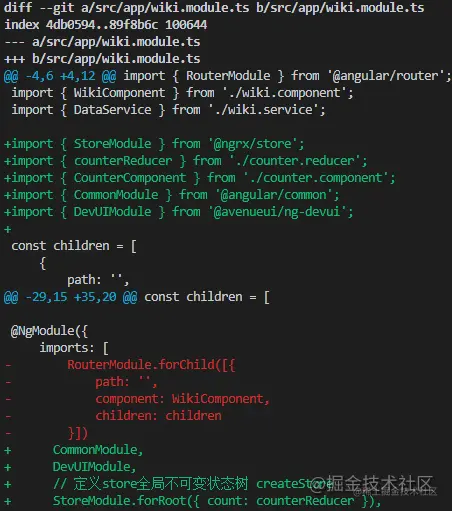 diff --git a/src/app/wiki.module.ts b/src/app/wiki.module.ts
index 4db0594..89f8b6c 100644
--- a/src/app/wiki.module.ts
+++ b/src/app/wiki.module.ts
@@ -4,6 +4,12 @@ import { RouterModule } from '@angular/router';
 import { WikiComponent } from './wiki.component';
 import { DataService } from './wiki.service';

+import { StoreModule } from '@ngrx/store';
+import { counterReducer } from './counter.reducer';
+import { CounterComponent } from './counter.component';
+import { CommonModule } from '@angular/common';
+import { DevUIModule } from '@avenueui/ng-devui';
+
 const children = [
     {
         path: '',
@@ -29,15 +35,20 @@ const children = [

 @NgModule({
     imports: [
-        RouterModule.forChild([{
-            path: '',
-            component: WikiComponent,
-            children: children
-        }])
+      CommonModule,
+      DevUIModule,
+      // 定义store全局不可变状态树 createStore
+      StoreModule.forRoot({ count: counterReducer }),
@掘金技术社区
@稀土掘金技术社区